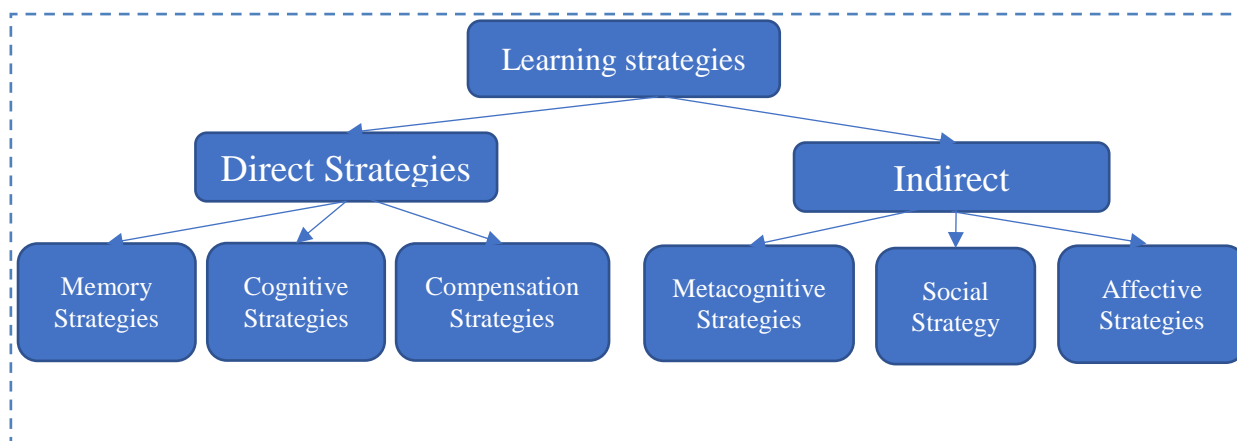 Learning strategies
Direct Strategies
Indirect
Memory
Strategies
Cognitive
Strategies
Compensation
Strategies
Metacognitive
Strategies
Social
Strategy
Affective
Strategies